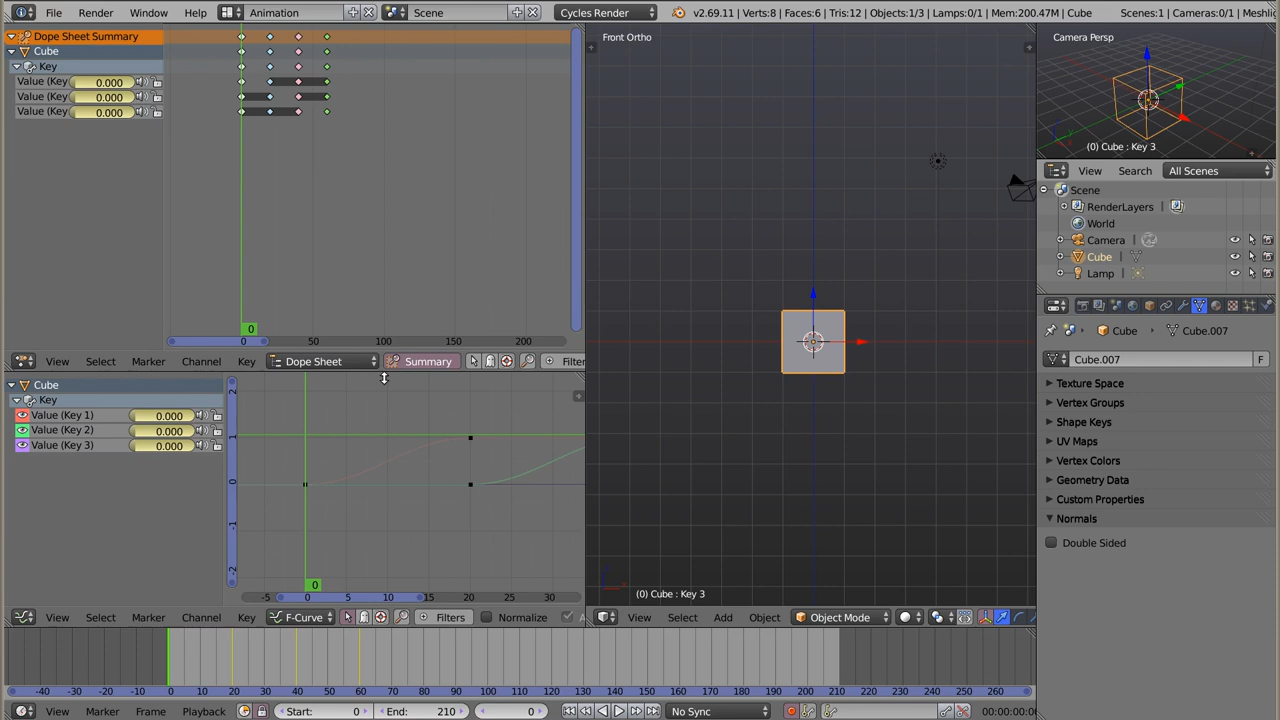 File Render Window Help Animation Scene Cycles Render v2.69.11 | Verts:8 | Faces:6 | Tris:12 | Objects:1/3 | Lamps:0/1 | Mem:200.47M | Cube Scenes:1 | Cameras:0/1 | Meshlic
Dope Sheet Summary
Cube
Key
Value (Key 0.000
Value (Key 0.000
Value (Key 0.000
0
0 50 100 150 200
View Select Marker Channel Key Dope Sheet Summary Filter
Cube
Key
Value (Key 1) 0.000
Value (Key 2) 0.000
Value (Key 3) 0.000
2
1
0
-1
-2
0
-5 0 5 10 15 20 25 30
View Select Marker Channel Key F-Curve Filters Normalize
Front Ortho
(0) Cube : Key 3
View Select Add Object Object Mode
Camera Persp
(0) Cube : Key 3
View Search All Scenes
Scene
RenderLayers |
World
Camera |
Cube |
Lamp |
Cube Cube.007
Cube.007 F
Texture Space
Vertex Groups
Shape Keys
UV Maps
Vertex Colors
Geometry Data
Custom Properties
Normals
Double Sided
-40 -30 -20 -10 0 10 20 30 40 50 60 70 80 90 100 110 120 130 140 150 160 170 180 190 200 210 220 230 240 250 260
View Marker Frame Playback Start: 0 End: 210 0 No Sync 00:00:00:0